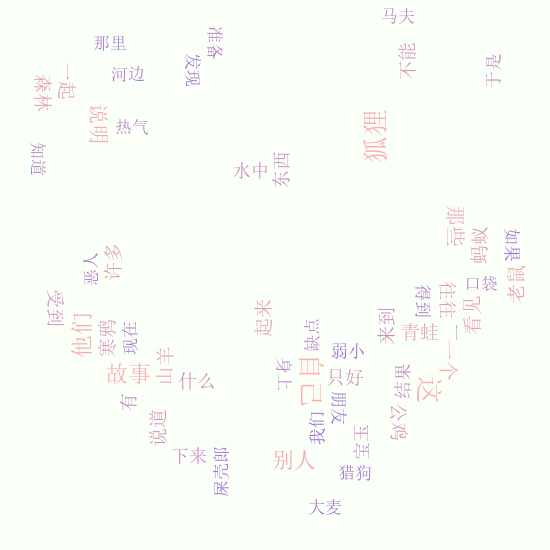 马夫
那里
准备
不能
发现
河边
于是
一起
森林
说明
热气
狐狸
知道
水中
东西
那些
蚂蚁
如果
许多
恶人
老鼠
口袋
往往
得到
看见
受到
起来
来到
他们
寒鸦
现在
缺点
青蛙
一
弱小
一个
山羊
故事
什么
身上
自己
只好
结果
这
有
朋友
说道
我们
公鸡
宝玉
下来
屎壳郎
别人
猎狗
大麦